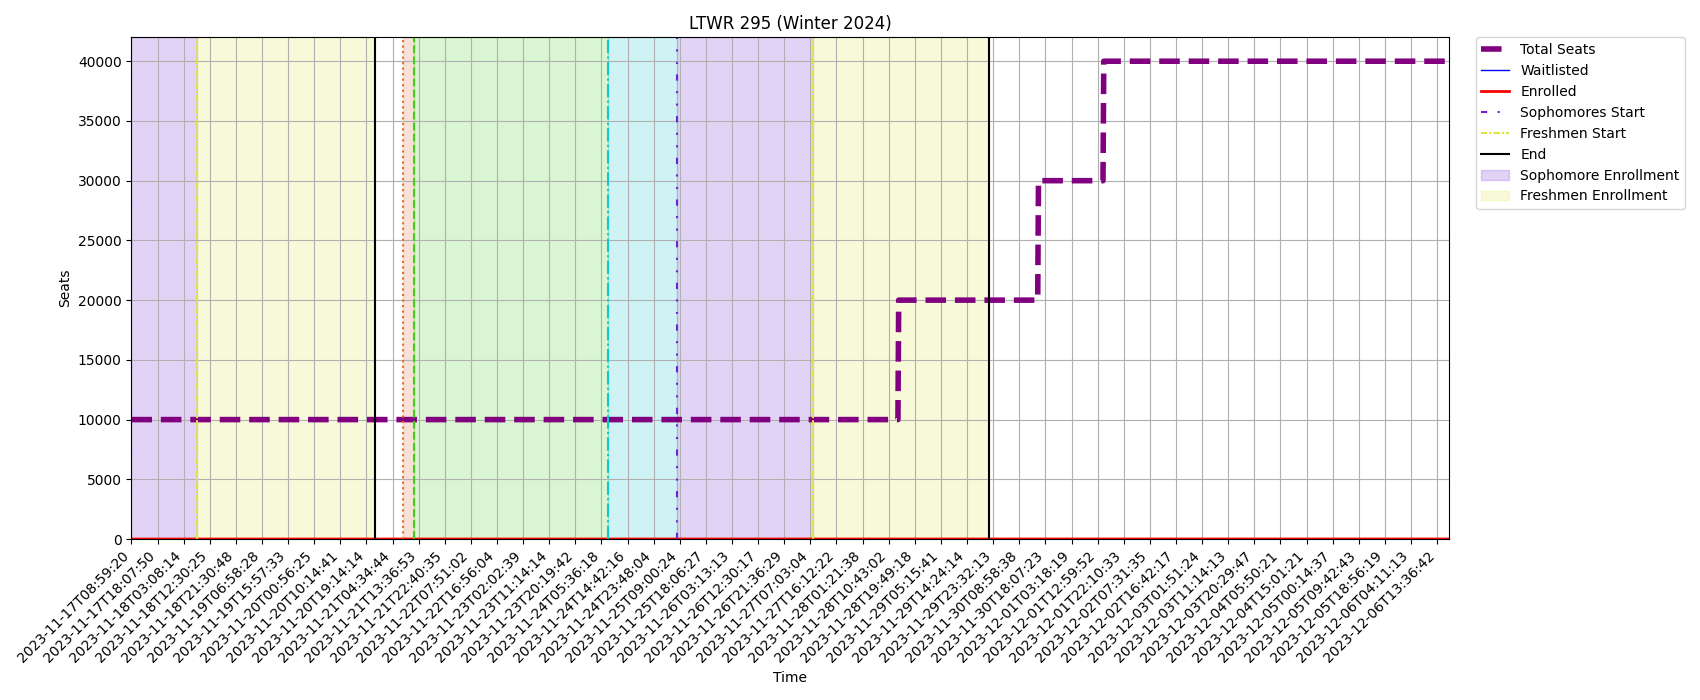 LTWR 295 (Winter 2024)
Total Seats
Waitlisted
Enrolled
Sophomores Start
Freshmen Start
End
Sophomore Enrollment
Freshmen Enrollment
Seats
40000
35000
30000
25000
20000
15000
10000
5000
0
2023-11-17T08:59:20
2023-11-17T18:07:50
2023-11-18T03:08:14
2023-11-18T12:30:25
2023-11-18T21:30:48
2023-11-19T06:58:28
2023-11-19T15:57:33
2023-11-20T00:56:25
2023-11-20T10:14:41
2023-11-20T19:14:14
2023-11-21T04:34:44
2023-11-21T13:36:53
2023-11-21T22:40:35
2023-11-22T07:51:02
2023-11-22T16:56:04
2023-11-23T02:02:39
2023-11-23T11:14:14
2023-11-23T20:19:42
2023-11-24T05:36:18
2023-11-24T14:42:16
2023-11-24T23:48:04
2023-11-25T09:00:24
2023-11-25T18:06:27
2023-11-26T03:13:13
2023-11-26T12:30:17
2023-11-26T21:36:29
2023-11-27T07:03:04
2023-11-27T16:12:22
2023-11-28T01:21:38
2023-11-28T10:43:02
2023-11-28T19:49:18
2023-11-29T05:15:41
2023-11-29T14:24:14
2023-11-29T23:32:13
2023-11-30T08:58:38
2023-11-30T18:07:23
2023-12-01T03:18:19
2023-12-01T12:59:52
2023-12-01T22:10:33
2023-12-02T07:31:35
2023-12-02T16:42:17
2023-12-03T01:51:24
2023-12-03T11:14:13
2023-12-03T20:29:47
2023-12-04T05:50:21
2023-12-04T15:01:21
2023-12-05T00:14:37
2023-12-05T09:42:43
2023-12-05T18:56:19
2023-12-06T04:11:13
2023-12-06T13:36:42
Time